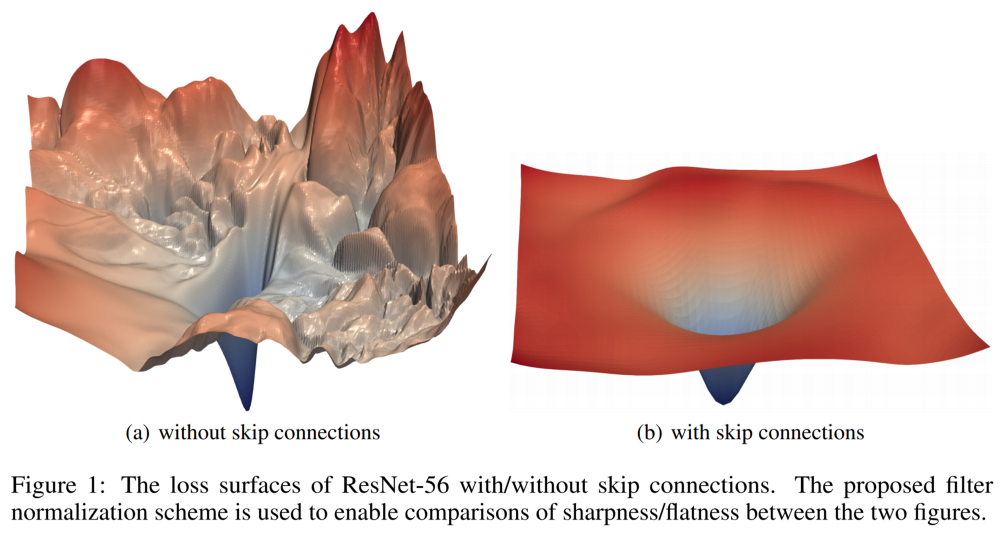 (a) without skip connections
(b) with skip connections
Figure 1: The loss surfaces of ResNet-56 with/without skip connections. The proposed filter
normalization scheme is used to enable comparisons of sharpness/flatness between the two figures.